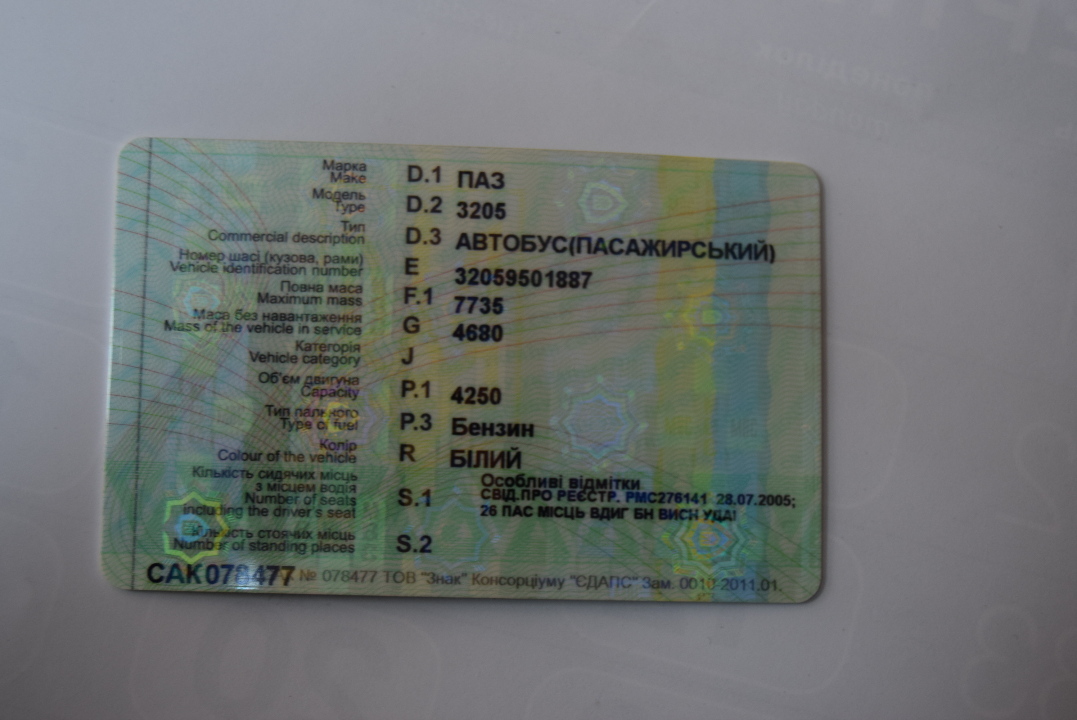 Марка D.1 ПАЗ
Make
Модель D.2 3205
Type
Тип D.3 АВТОБУС(ПАСАЖИРСЬКИЙ)
Commercial description
Номер шасі (кузова, рами) E 32059501887
Vehicle identification number
Повна маса F.1 7735
Maximum mass
Маса без навантаження G 4680
Mass of the vehicle in service
Категорія J
Vehicle category
Об'єм двигуна P.1 4250
Capacity
Тип пального P.3 Бензин
Type of fuel
Колір R БІЛИЙ
Colour of the vehicle
Кількість сидячих місць
з місцем водія
Number of seats S.1
including the driver's seat
Особливі відмітки
СВІД.ПРО РЕЄСТР. РМС276141 28.07.2005;
26 ПАС МІСЦЬ ВДИГ БН ВИСН УДАІ
Кількість стоячих місць S.2
Number of standing places
САК078477 № 078477 ТОВ "Знак" Консорціуму "ЄДАПС" Зам. 0010-2011.01.